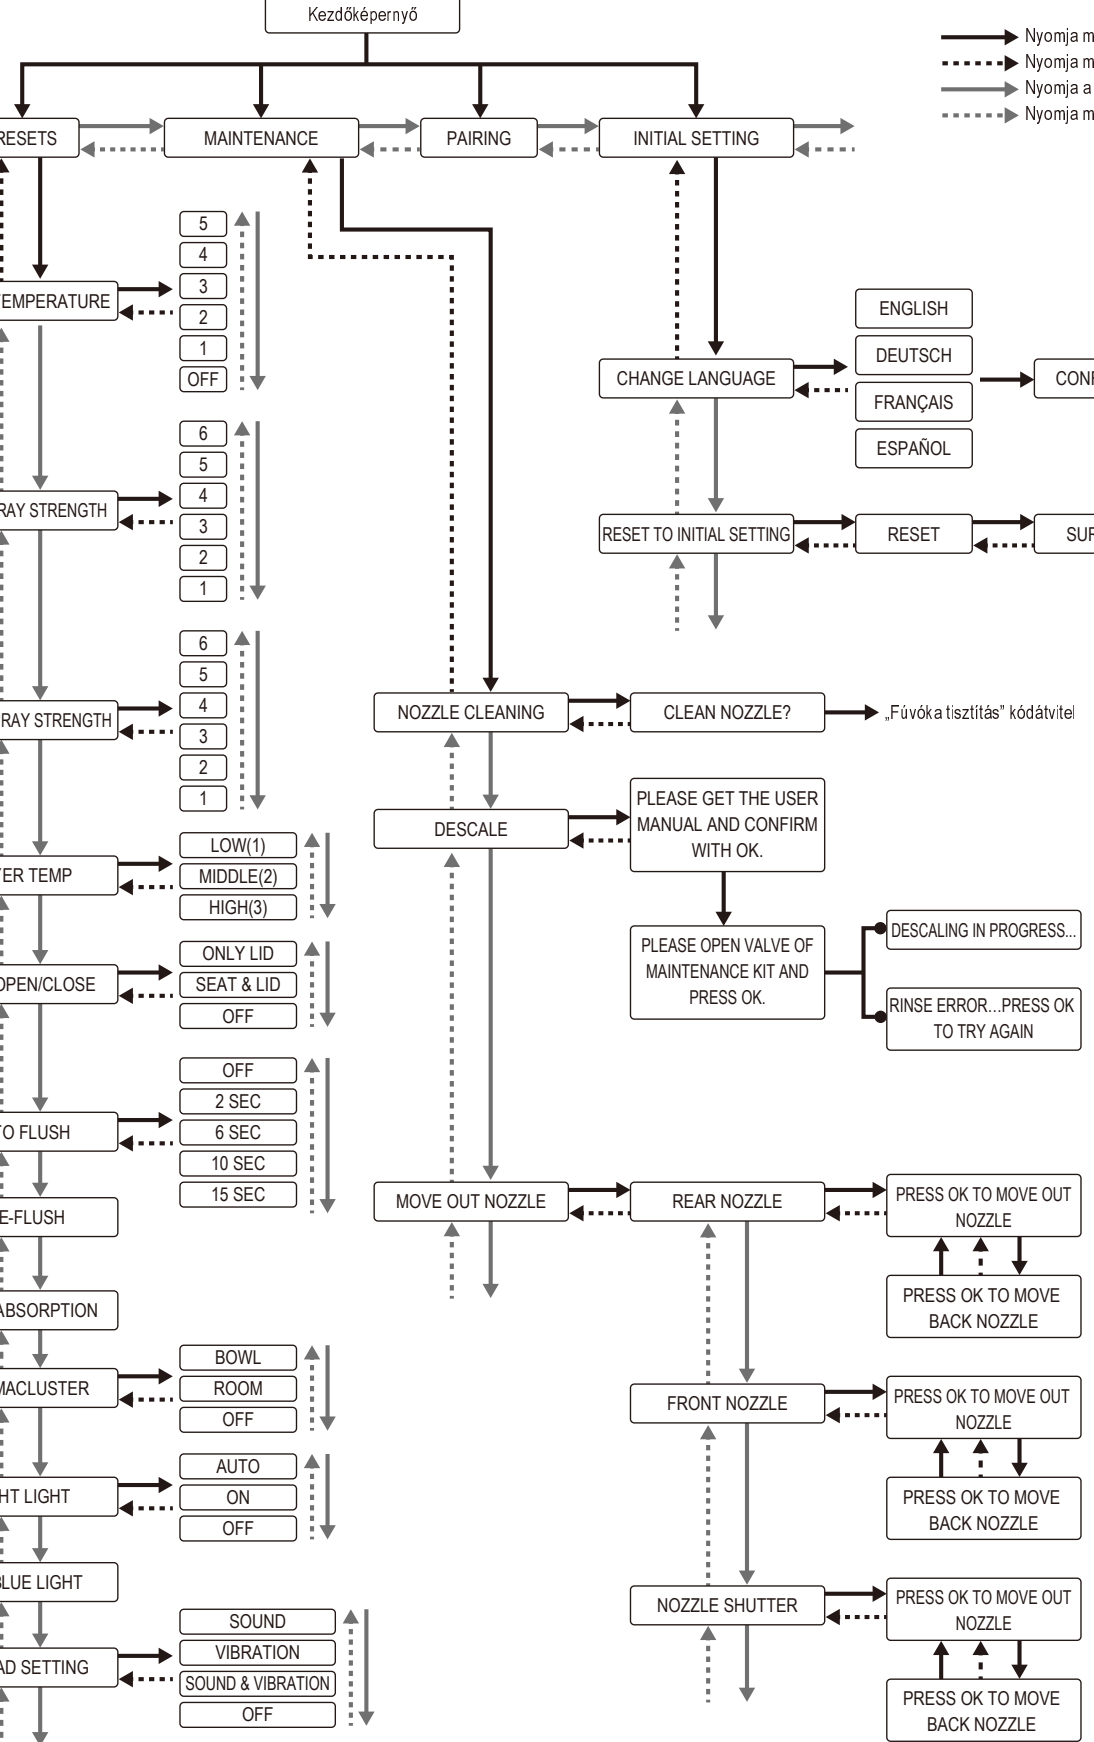 Kezdőképernyő
Nyomja m
Nyomja m
Nyomja a
Nyomja m
RESETS
MAINTENANCE
PAIRING
INITIAL SETTING
5
4
3
2
1
OFF
TEMPERATURE
ENGLISH
DEUTSCH
FRANÇAIS
ESPAÑOL
CHANGE LANGUAGE
CONF
6
5
4
3
2
1
RAY STRENGTH
RESET TO INITIAL SETTING
RESET
SUR
6
5
4
3
2
1
RAY STRENGTH
NOZZLE CLEANING
CLEAN NOZZLE?
„Fúvóka tisztítás” kódátvitel
DESCALE
PLEASE GET THE USER
MANUAL AND CONFIRM
WITH OK.
LOW(1)
MIDDLE(2)
HIGH(3)
ER TEMP
PLEASE OPEN VALVE OF
MAINTENANCE KIT AND
PRESS OK.
DESCALING IN PROGRESS...
RINSE ERROR...PRESS OK
TO TRY AGAIN
ONLY LID
SEAT & LID
OFF
OPEN/CLOSE
OFF
2 SEC
6 SEC
10 SEC
15 SEC
TO FLUSH
E-FLUSH
MOVE OUT NOZZLE
REAR NOZZLE
PRESS OK TO MOVE OUT
NOZZLE
PRESS OK TO MOVE
BACK NOZZLE
ABSORPTION
BOWL
ROOM
OFF
MACLUSTER
FRONT NOZZLE
PRESS OK TO MOVE OUT
NOZZLE
PRESS OK TO MOVE
BACK NOZZLE
AUTO
ON
OFF
HT LIGHT
BLUE LIGHT
NOZZLE SHUTTER
PRESS OK TO MOVE OUT
NOZZLE
PRESS OK TO MOVE
BACK NOZZLE
SOUND
VIBRATION
SOUND & VIBRATION
OFF
AD SETTING